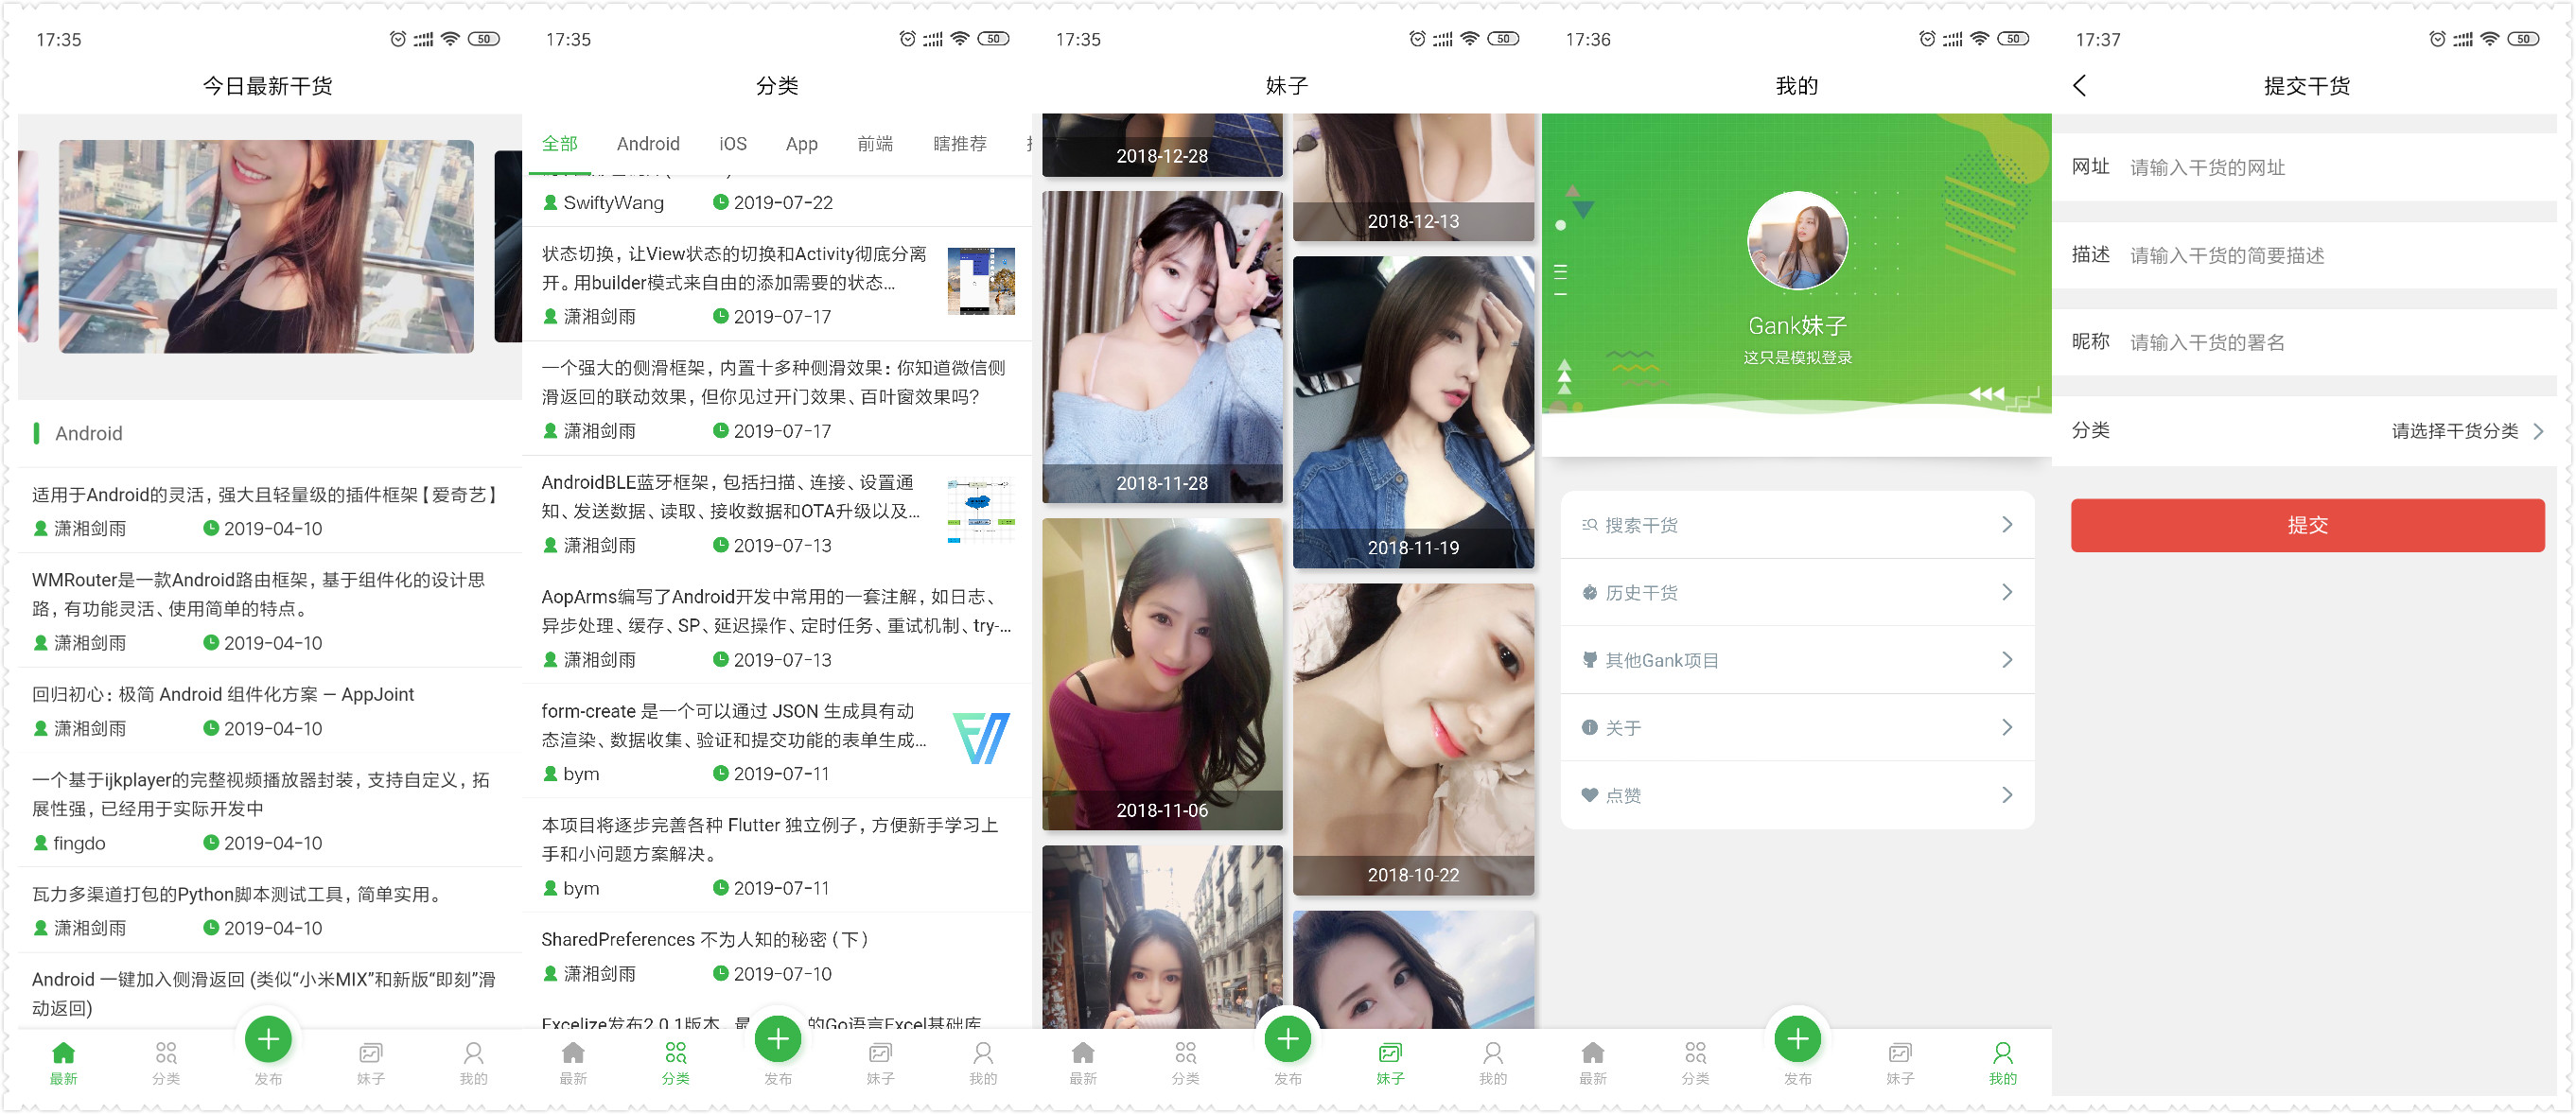 17:35
50
今日最新干货
Android
适用于Android的灵活，强大且轻量级的插件框架【爱奇艺】
潇湘剑雨
2019-04-10
WMRouter是一款Android路由框架，基于组件化的设计思
路，有功能灵活、使用简单的特点。
潇湘剑雨
2019-04-10
回归初心：极简 Android 组件化方案 — AppJoint
潇湘剑雨
2019-04-10
一个基于ijkplayer的完整视频播放器封装，支持自定义，拓
展性强，已经用于实际开发中
fingdo
2019-04-10
瓦力多渠道打包的Python脚本测试工具，简单实用。
潇湘剑雨
2019-04-10
Android 一键加入侧滑返回 (类似“小米MIX”和新版“即刻”滑
动返回)
最新
分类
发布
妹子
我的
17:35
50
分类
全部
Android
iOS
App
前端
瞎推荐
SwiftyWang
2019-07-22
状态切换，让View状态的切换和Activity彻底分离
开。用builder模式来自由的添加需要的状态...
潇湘剑雨
2019-07-17
一个强大的侧滑框架，内置十多种侧滑效果：你知道微信侧
滑返回的联动效果，但你见过开门效果、百叶窗效果吗？
潇湘剑雨
2019-07-17
AndroidBLE蓝牙框架，包括扫描、连接、设置通
知、发送数据、读取、接收数据和OTA升级以及...
潇湘剑雨
2019-07-13
AopArms编写了Android开发中常用的一套注解，如日志、
异步处理、缓存、SP、延迟操作、定时任务、重试机制、try-...
潇湘剑雨
2019-07-13
form-create 是一个可以通过 JSON 生成具有动
态渲染、数据收集、验证和提交功能的表单生成...
bym
2019-07-11
本项目将逐步完善各种 Flutter 独立例子，方便新手学习上
手和小问题方案解决。
bym
2019-07-11
SharedPreferences 不为人知的秘密（下）
潇湘剑雨
2019-07-10
Excelize发布2.0.1版本，最 的Go语言Excel基础库
最新
分类
发布
妹子
我的
17:35
50
妹子
2018-12-28
2018-12-13
2018-11-28
2018-11-19
2018-11-06
2018-10-22
最新
分类
发布
妹子
我的
17:36
50
我的
Gank妹子
这只是模拟登录
搜索干货
历史干货
其他Gank项目
关于
点赞
最新
分类
发布
妹子
我的
17:37
50
提交干货
网址 请输入干货的网址
描述 请输入干货的简要描述
昵称 请输入干货的署名
分类 请选择干货分类
提交